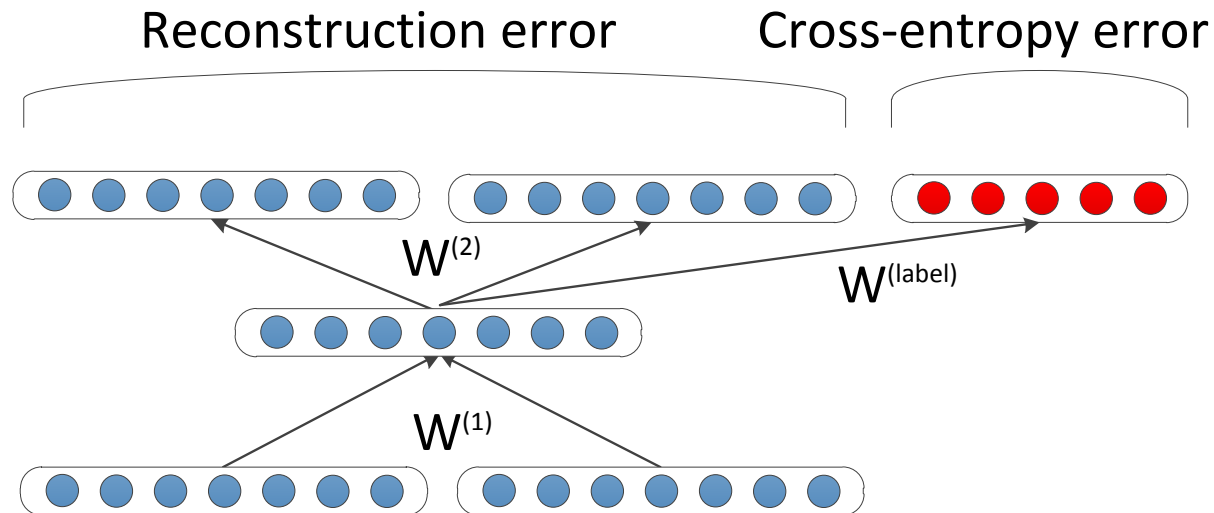 Reconstruction error
Cross-entropy error
W(2)
W(label)
W(1)